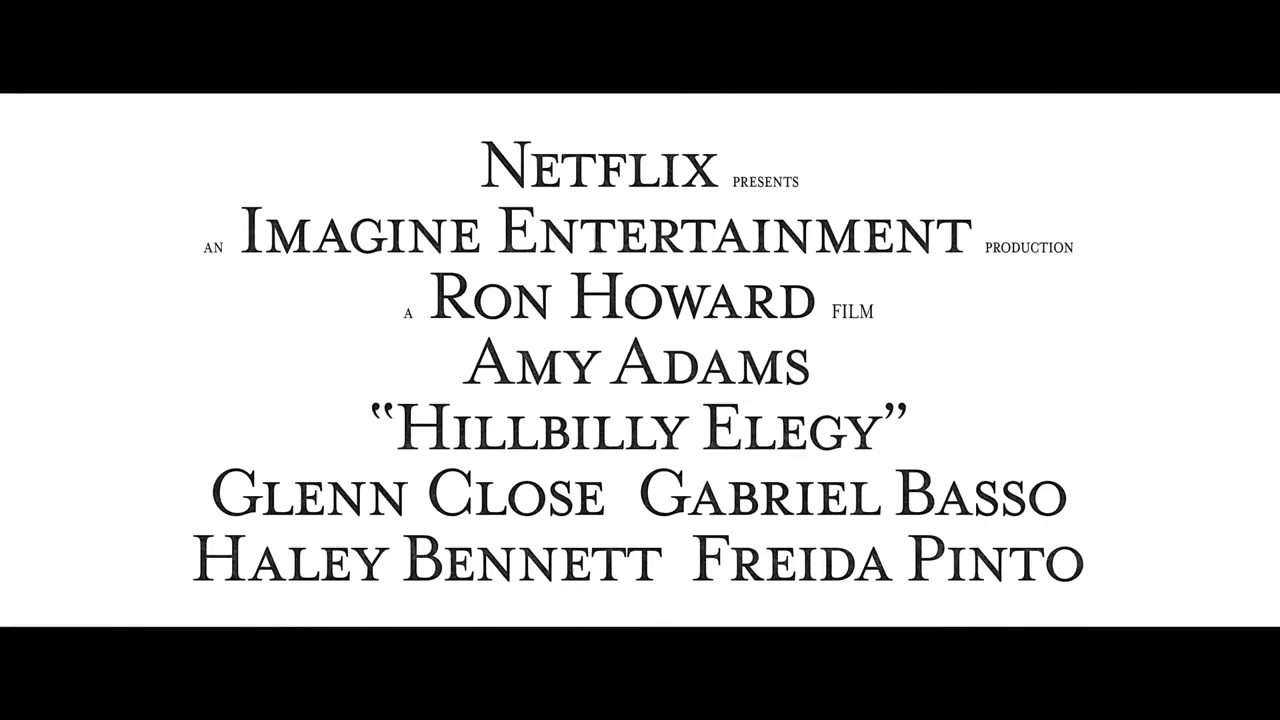 NETFLIX PRESENTS
AN IMAGINE ENTERTAINMENT PRODUCTION
A RON HOWARD FILM
AMY ADAMS
“HILLBILLY ELEGY”
GLENN CLOSE GABRIEL BASSO
HALEY BENNETT FREIDA PINTO